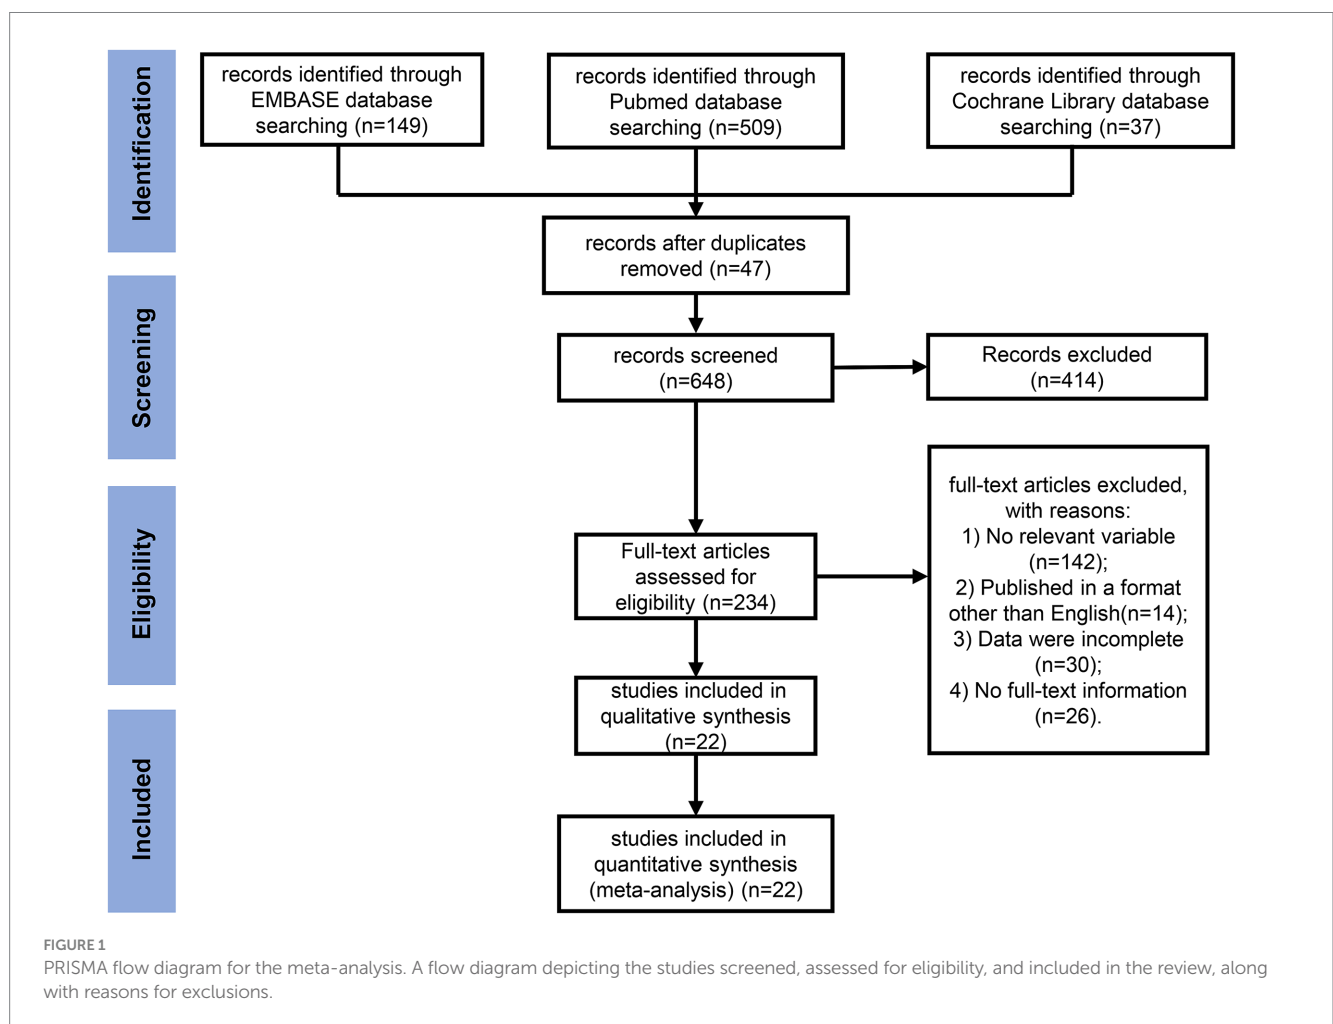 Identification
records identified through
EMBASE database
searching (n=149)
records identified through
Pubmed database
searching (n=509)
records identified through
Cochrane Library database
searching (n=37)
records after duplicates
removed (n=47)
Screening
records screened
(n=648)
Records excluded
(n=414)
Eligibility
Full-text articles
assessed for
eligibility (n=234)
full-text articles excluded,
with reasons:
1) No relevant variable
(n=142);
2) Published in a format
other than English(n=14);
3) Data were incomplete
(n=30);
4) No full-text information
(n=26).
studies included in
qualitative synthesis
(n=22)
Included
studies included in
quantitative synthesis
(meta-analysis) (n=22)
FIGURE 1
PRISMA flow diagram for the meta-analysis. A flow diagram depicting the studies screened, assessed for eligibility, and included in the review, along
with reasons for exclusions.